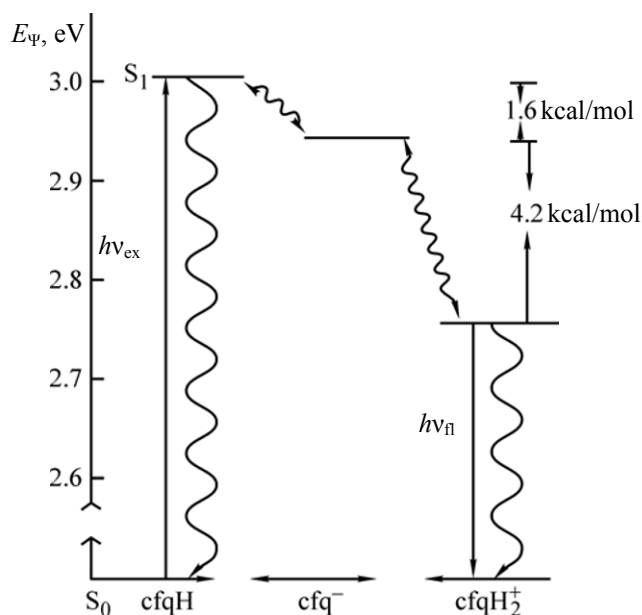 E_Ψ, eV
S₁
3.0
1.6 kcal/mol
2.9
4.2 kcal/mol
hν_ex
2.8
2.7
hν_fl
2.6
S₀ cfqH cfq⁻ cfqH₂⁺